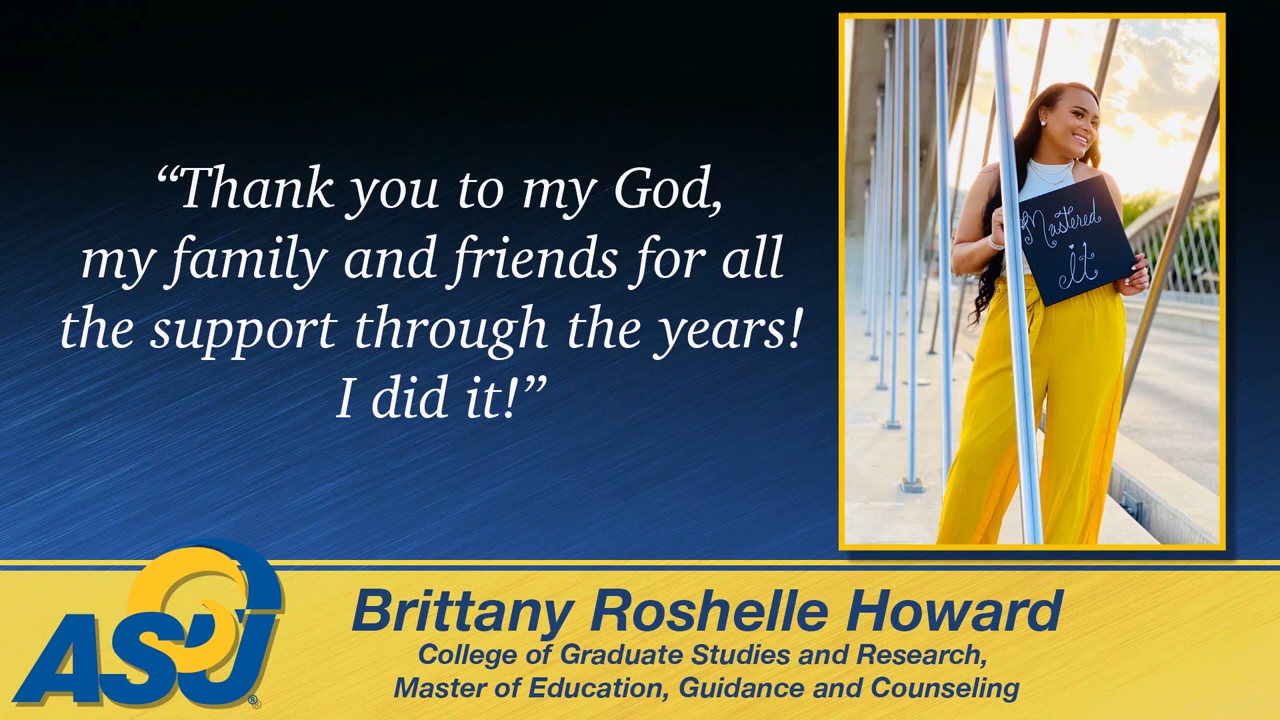 “Thank you to my God,
my family and friends for all
the support through the years!
I did it!”
Mastered
It
ASU
®
Brittany Roshelle Howard
College of Graduate Studies and Research,
Master of Education, Guidance and Counseling